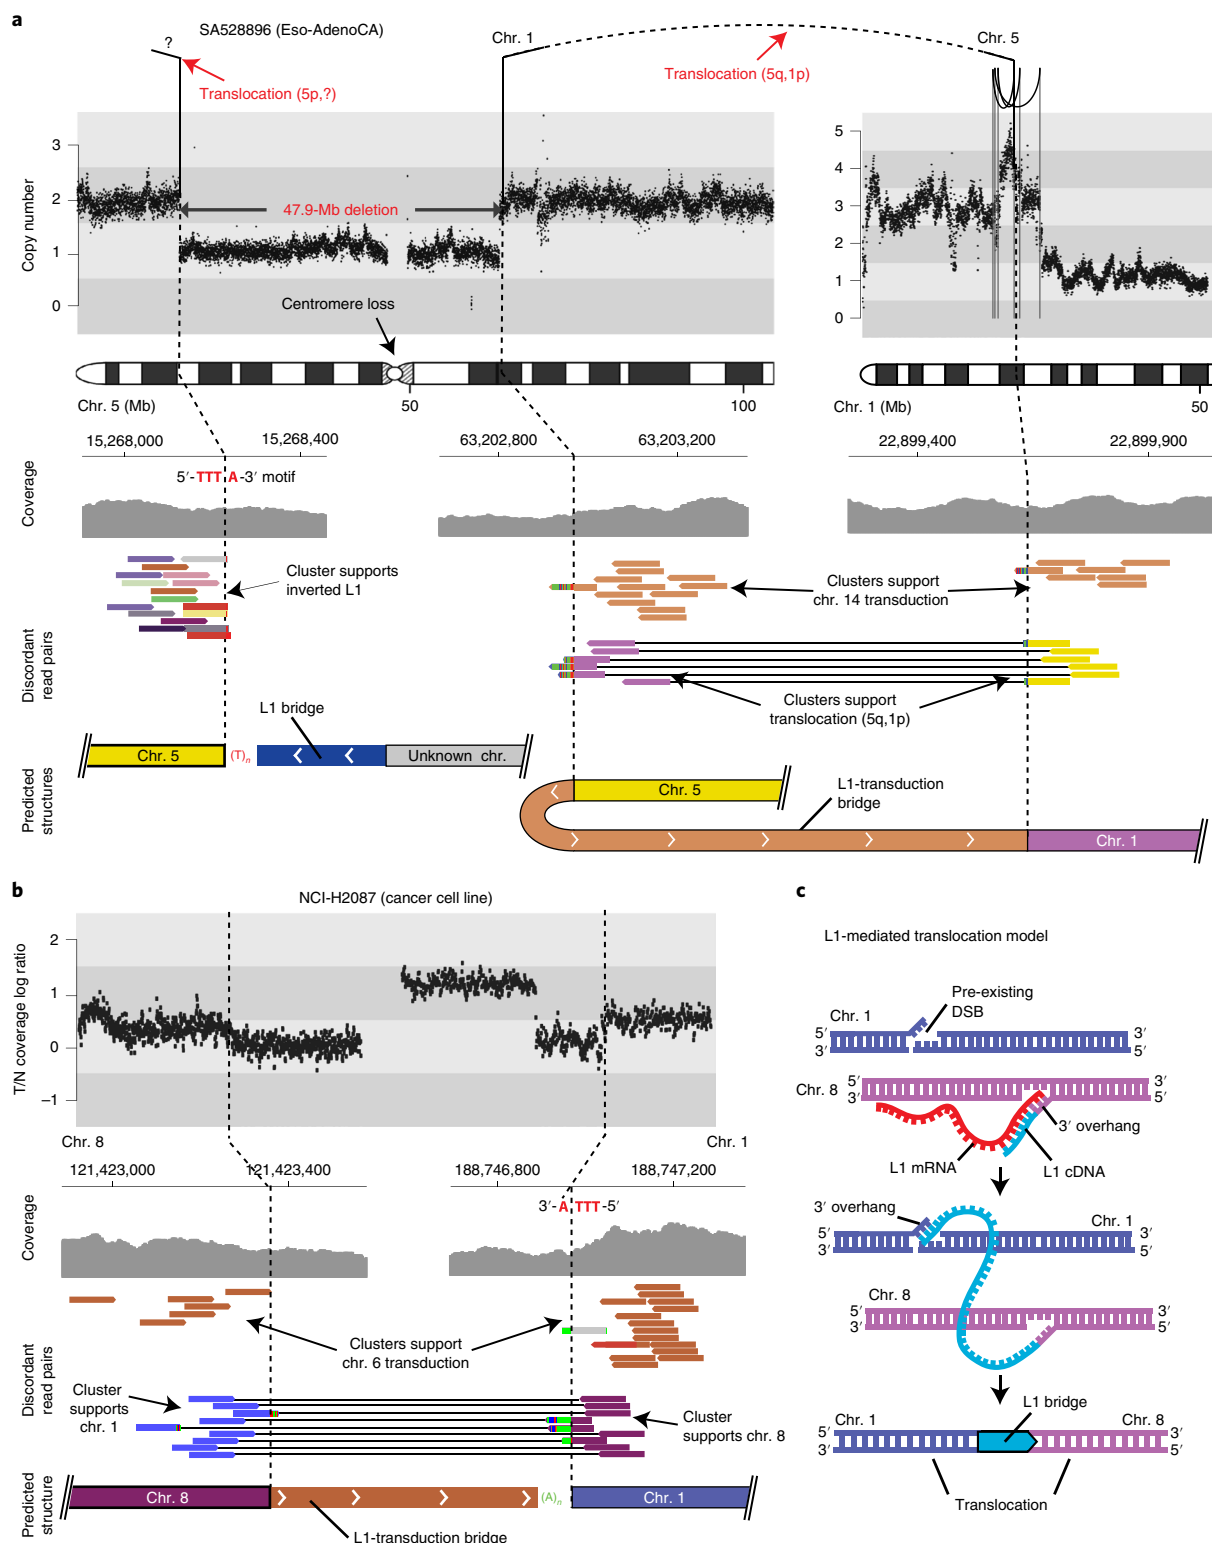 a
SA528896 (Eso-AdenoCA)
?
Chr. 1
Chr. 5
Translocation (5p,?)
Translocation (5q,1p)
Copy number
3
2
1
0
47.9-Mb deletion
5
4
3
2
1
0
Centromere loss
Chr. 5 (Mb)
50
100
Chr. 1 (Mb)
50
15,268,000
15,268,400
63,202,800
63,203,200
22,899,400
22,899,900
5′-TTT A-3′ motif
Coverage
Cluster supports
inverted L1
Clusters support
chr. 14 transduction
Discordant
read pairs
Clusters support
translocation (5q,1p)
L1 bridge
Chr. 5
(T)n
Unknown chr.
Predicted
structures
Chr. 5
L1-transduction
bridge
Chr. 1
b
NCI-H2087 (cancer cell line)
T/N coverage log ratio
2
1
0
–1
Chr. 8
Chr. 1
121,423,000
121,423,400
188,746,800
188,747,200
3′-A TTT-5′
Coverage
Clusters support
chr. 6 transduction
Discordant
read pairs
Cluster
supports
chr. 1
Cluster
supports chr. 8
Predicted
structure
Chr. 8
(A)n
Chr. 1
L1-transduction bridge
c
L1-mediated translocation model
Pre-existing
DSB
Chr. 1
5′
3′
3′
5′
Chr. 8
5′
3′
3′
5′
3′ overhang
L1 mRNA
L1 cDNA
3′ overhang
Chr. 1
5′
3′
3′
5′
Chr. 8
5′
3′
3′
5′
L1 bridge
Chr. 1
Chr. 8
5′
3′
3′
5′
Translocation